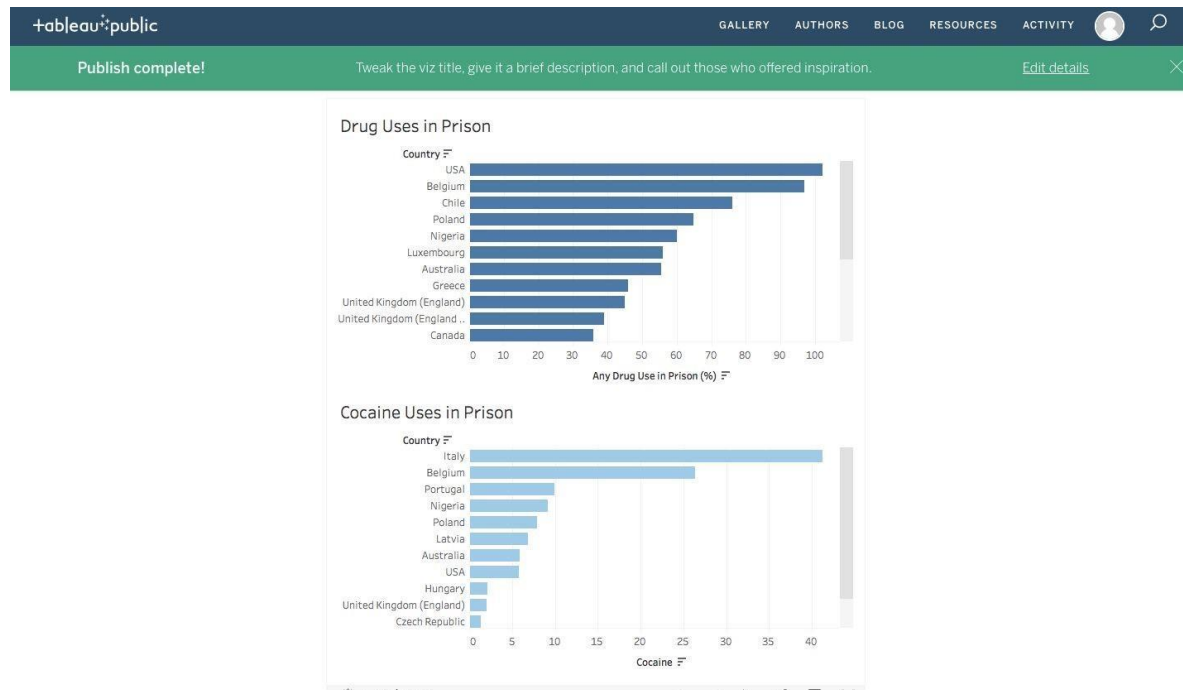 +ableau public
GALLERY AUTHORS BLOG RESOURCES ACTIVITY
Publish complete! Tweak the viz title, give it a brief description, and call out those who offered inspiration. Edit details
Drug Uses in Prison
Country
USA
Belgium
Chile
Poland
Nigeria
Luxembourg
Australia
Greece
United Kingdom (England)
United Kingdom (England ..
Canada
0 10 20 30 40 50 60 70 80 90 100
Any Drug Use in Prison (%)
Cocaine Uses in Prison
Country
Italy
Belgium
Portugal
Nigeria
Poland
Latvia
Australia
USA
Hungary
United Kingdom (England)
Czech Republic
0 5 10 15 20 25 30 35 40
Cocaine